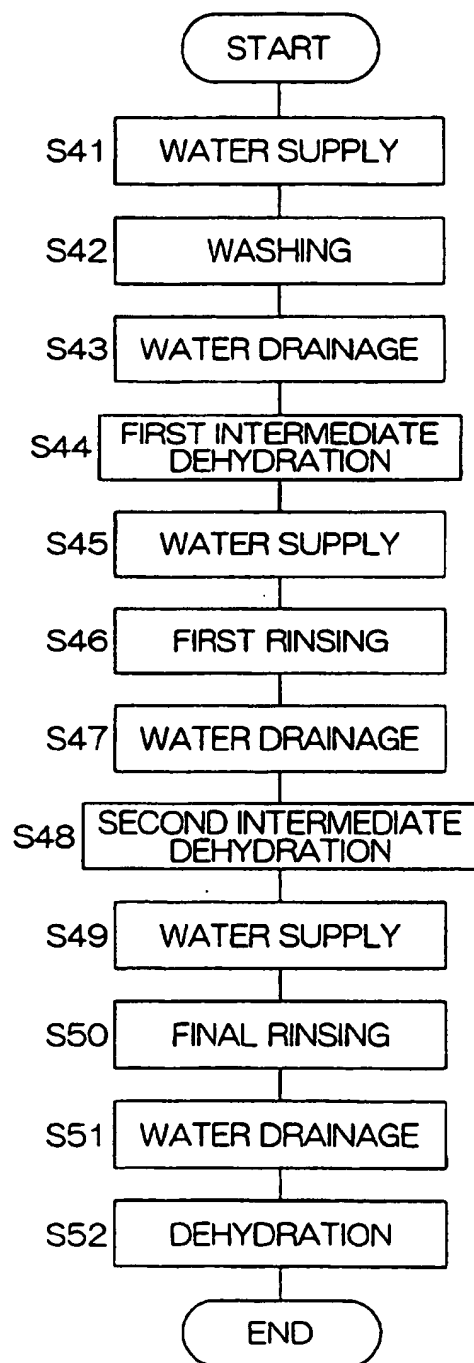 START
S41 WATER SUPPLY
S42 WASHING
S43 WATER DRAINAGE
S44 FIRST INTERMEDIATE
DEHYDRATION
S45 WATER SUPPLY
S46 FIRST RINSING
S47 WATER DRAINAGE
S48 SECOND INTERMEDIATE
DEHYDRATION
S49 WATER SUPPLY
S50 FINAL RINSING
S51 WATER DRAINAGE
S52 DEHYDRATION
END